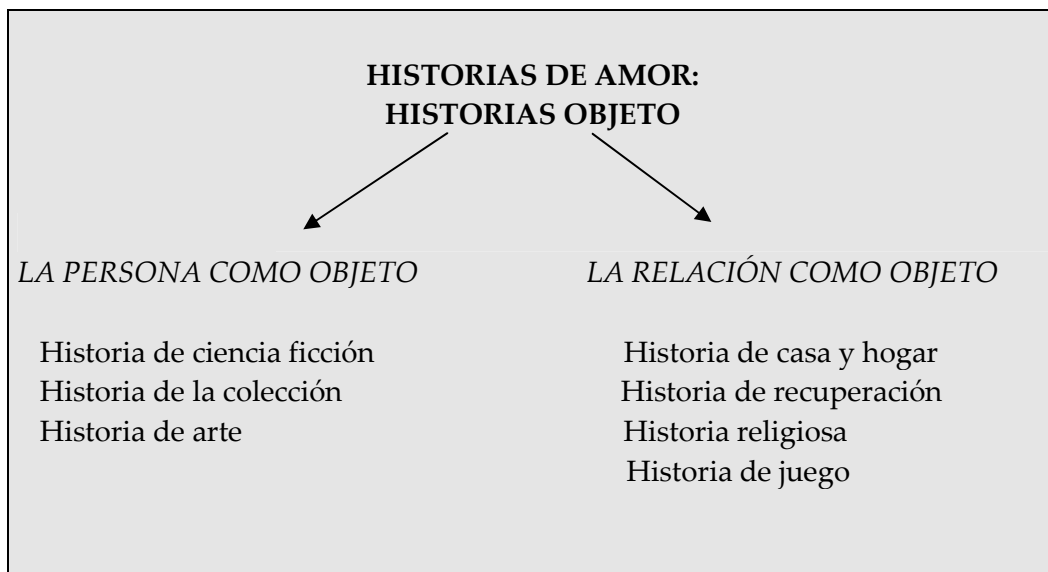 HISTORIAS DE AMOR:
HISTORIAS OBJETO
LA PERSONA COMO OBJETO
Historia de ciencia ficción
Historia de la colección
Historia de arte
LA RELACIÓN COMO OBJETO
Historia de casa y hogar
Historia de recuperación
Historia religiosa
Historia de juego